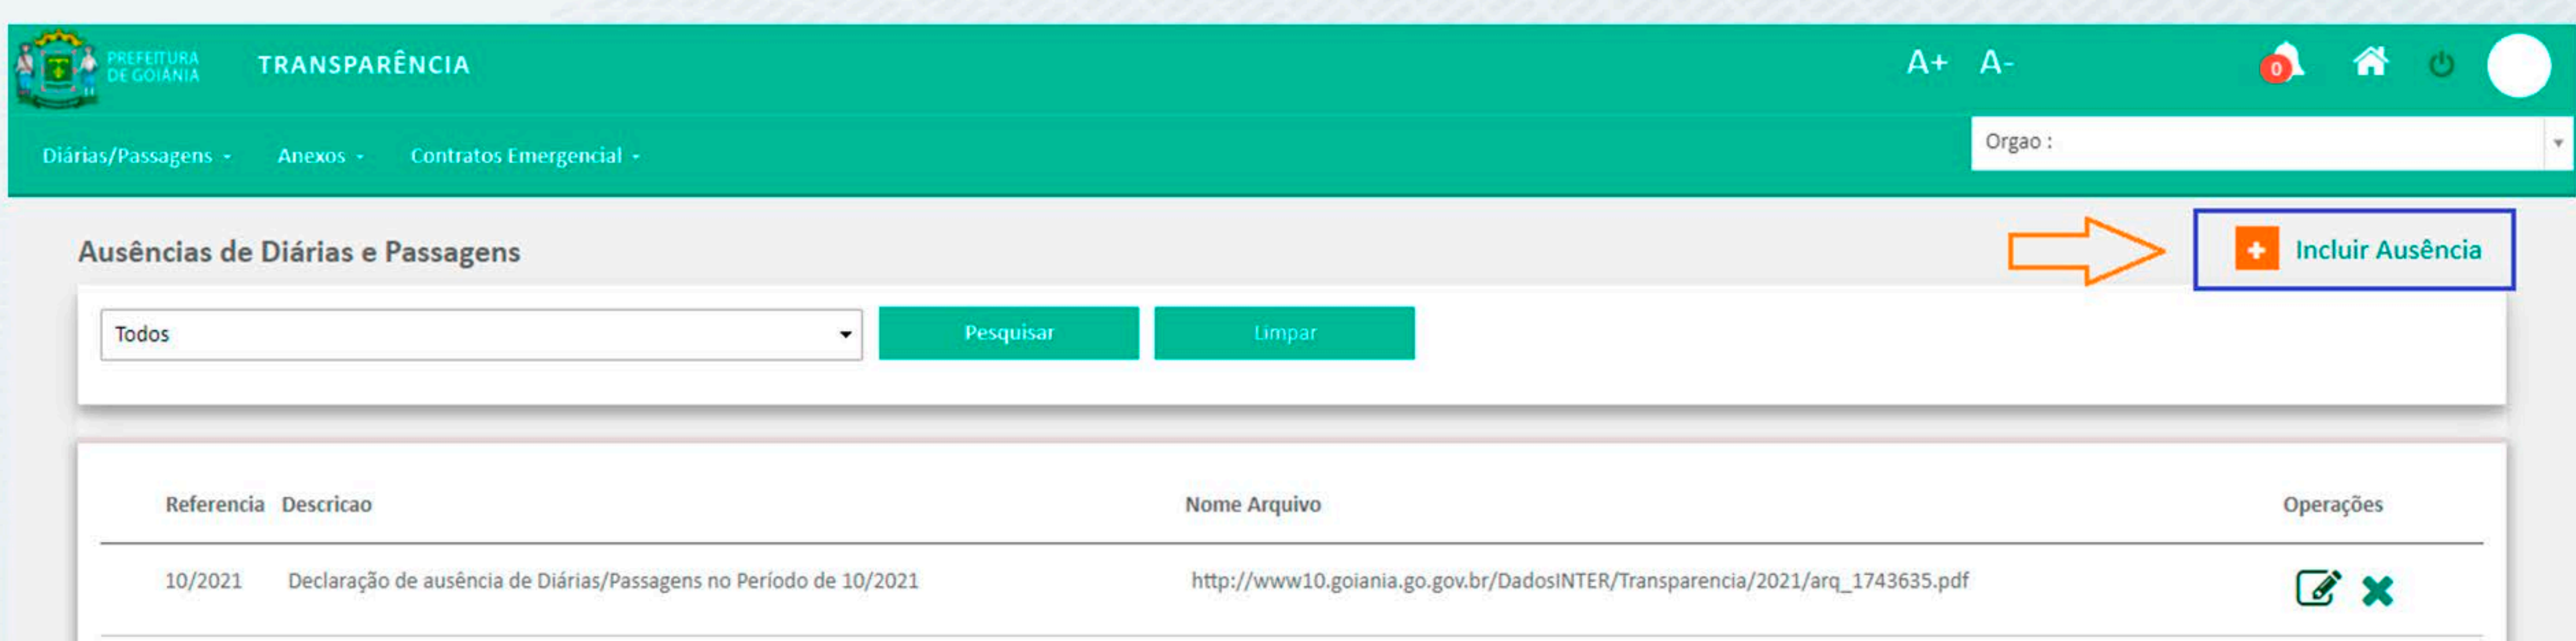 PREFEITURA
DE GOIÂNIA
TRANSPARÊNCIA
A+ A-
0
Diárias/Passagens
Anexos
Contratos Emergencial
Orgao :
Ausências de Diárias e Passagens
+ Incluir Ausência
Todos
Pesquisar
Limpar
Referencia Descricao Nome Arquivo Operações
10/2021 Declaração de ausência de Diárias/Passagens no Período de 10/2021 http://www10.goiania.go.gov.br/DadosINTER/Transparencia/2021/arq_1743635.pdf